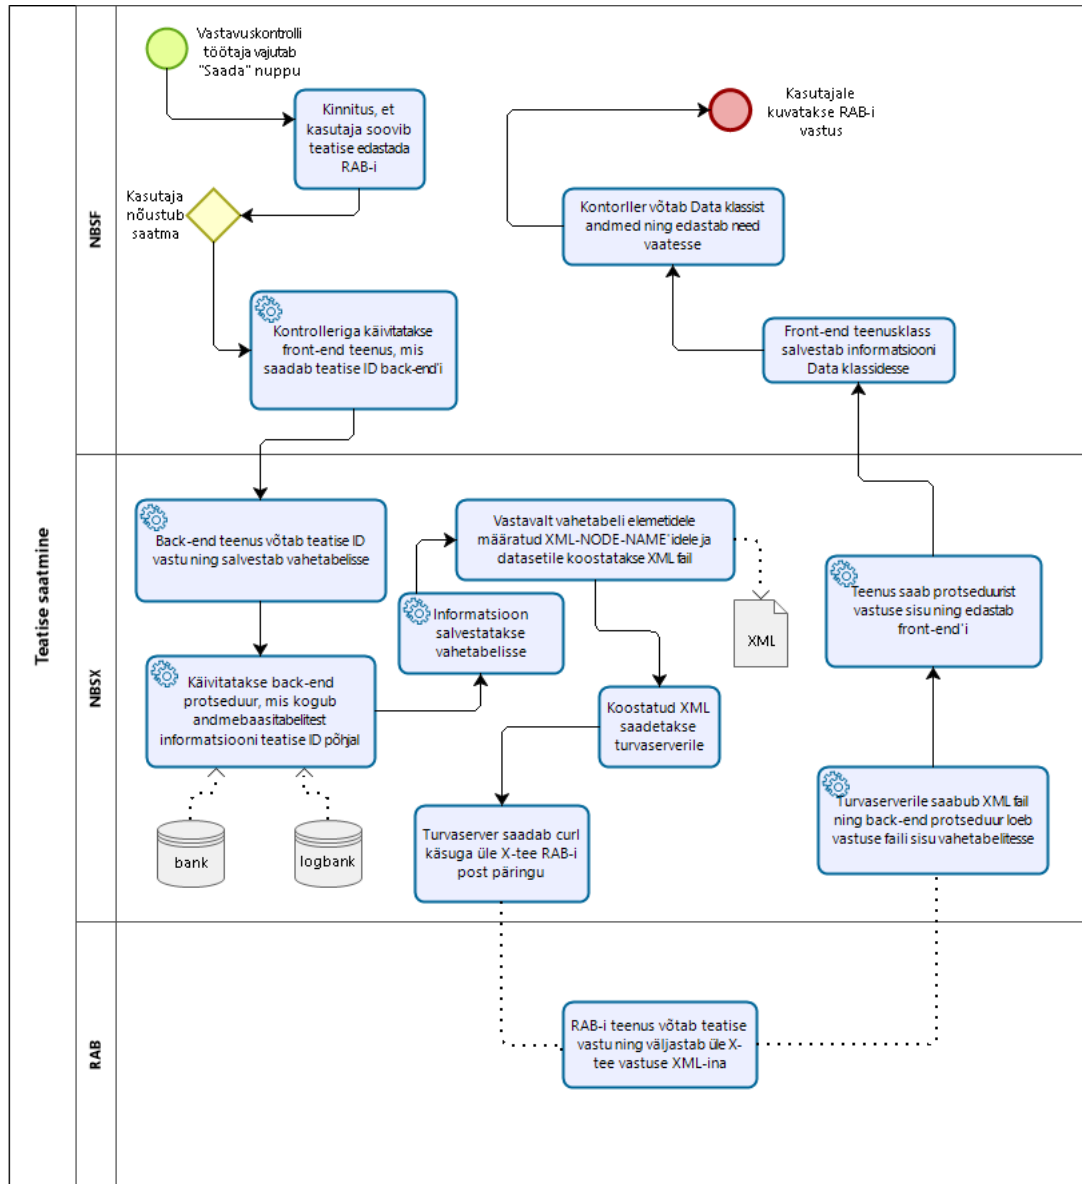 Teatise saatmine
NBSF
Vastavuskontrolli
töötaja vajutab
"Saada" nuppu
Kinnitus, et
kasutaja soovib
teatise edastada
RAB-i
Kasutaja
nõustub
saatma
Kontrolleriga käivitatakse
front-end teenus, mis
saadab teatise ID back-end'i
Kasutajale
kuvatakse RAB-i
vastus
Kontorller võtab Data klassist
andmed ning edastab need
vaatesse
Front-end teenusklass
salvestab informatsiooni
Data klassidesse
NBSX
Back-end teenus võtab teatise ID
vastu ning salvestab vahetabelisse
Käivitatakse back-end
protseduur, mis kogub
andmebaasitabelitest
informatsiooni teatise ID põhjal
bank
logbank
Informatsioon
salvestatakse
vahetabelisse
Vastavalt vahetabeli elemetidele
määratud XML-NODE-NAME'idele ja
datasetile koostatakse XML fail
XML
Koostatud XML
saadetakse
turvaserverile
Turvaserver saadab curl
käsuga üle X-tee RAB-i
post päringu
Teenus saab protseduurist
vastuse sisu ning edastab
front-end'i
Turvaserverile saabub XML fail
ning back-end protseduur loeb
vastuse faili sisu vahetabelitesse
RAB
RAB-i teenus võtab teatise
vastu ning väljastab üle X-
tee vastuse XML-ina